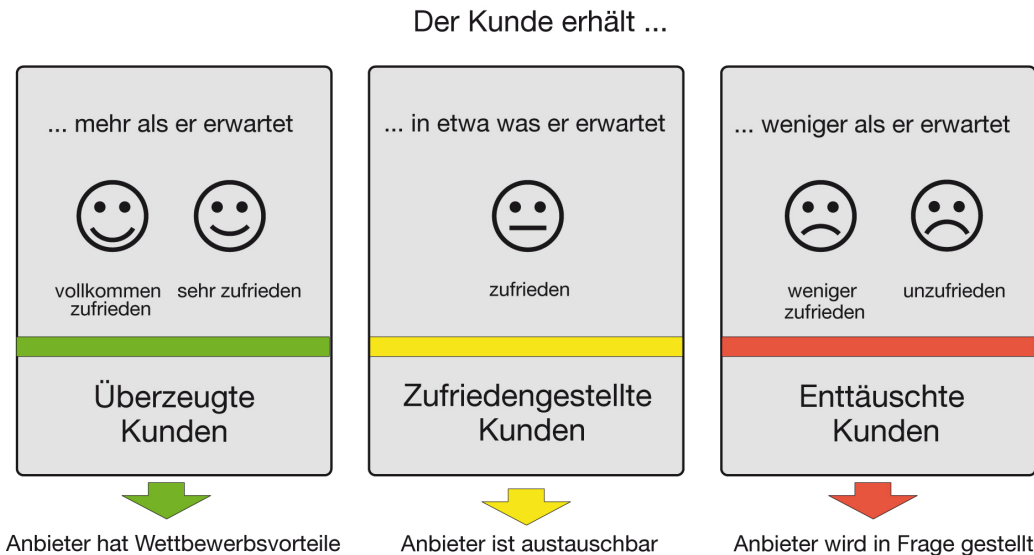 Der Kunde erhält ...
... mehr als er erwartet
vollkommen
zufrieden
sehr zufrieden
Überzeugte
Kunden
Anbieter hat Wettbewerbsvorteile
... in etwa was er erwartet
zufrieden
Zufriedengestellte
Kunden
Anbieter ist austauschbar
... weniger als er erwartet
weniger
zufrieden
unzufrieden
Enttäuschte
Kunden
Anbieter wird in Frage gestellt